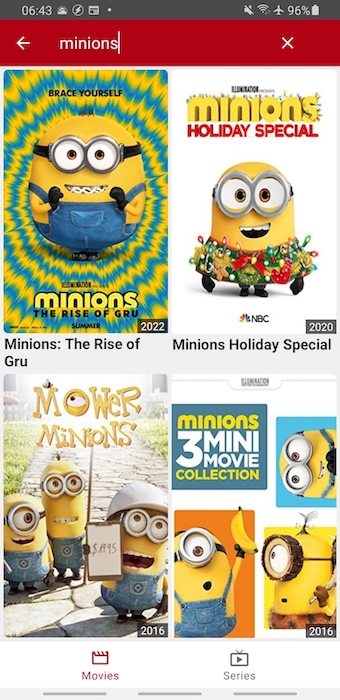 06:43
96%
minions
BRACE YOURSELF
ILLUMINATION
minions
THE RISE OF GRU
SUMMER
2022
Minions: The Rise of
Gru
ILLUMINATION PRESENTS
minions
HOLIDAY SPECIAL
NBC
2020
Minions Holiday Special
MOWER
MINIONS
$19.95
2016
ILLUMINATION
minions
3 MINI
MOVIE
COLLECTION
2016
Movies
Series